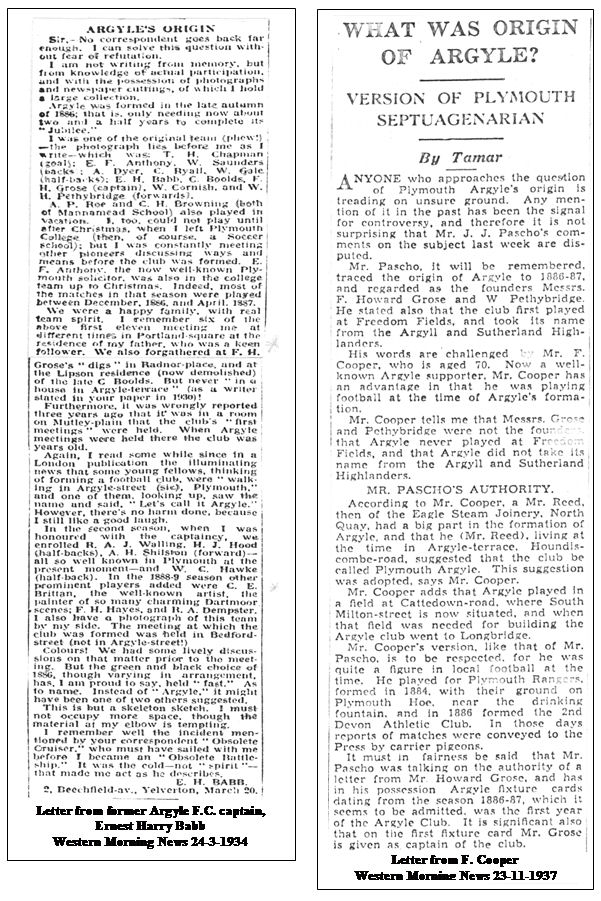 ARGYLE'S ORIGIN
Sir,- No correspondent goes back far
enough. I can solve this question with-
out fear of refutation.
I am not writing from memory, but
from knowledge of actual participation,
and with the possession of photographs
and newspaper cuttings, of which I hold
a large collection.
Argyle was formed in the late autumn
of 1886; that is, only needing now about
two and a half years to complete its
"Jubilee."
I was one of the original team (phew!)
—the photograph lies before me as I
write—which was: T. H. Chapman
(goal); E. F. Anthony, W. Saunders
(backs); A. Dyer, C. Ryall, W. Gale
(half-backs); E. H. Babb, C. Boolds, F.
H. Grose (captain), W. Cornish, and W.
H. Pethybridge (forwards).
A. P. Roe and C. H. Browning (both
of Mannamead School) also played in
vacation. I, too, could not play until
after Christmas, when I left Plymouth
College (then, of course, a Soccer
school); but I was constantly meeting
other pioneers discussing ways and
means before the club was formed. E.
F. Anthony, the now well-known Ply-
mouth solicitor, was also in the college
team up to Christmas. Indeed, most of
the matches in that season were played
between December, 1886, and April, 1887.
We were a happy family, with real
team spirit. I remember six of the
above first eleven meeting me at
different times in Portland-square at the
residence of my father, who was a keen
follower. We also forgathered at F. H.
Grose's "digs" in Radnor-place, and at
the Lipson residence (now demolished)
of the late C Boolds. But never "in a
house in Argyle-terrace" (as a writer
stated in your paper in 1930)!
Furthermore, it was wrongly reported
three years ago that it was in a room
on Mutley-plain that the club's "first
meetings" were held. When Argyle
meetings were held there the club was
years old.
Again, I read some while since in a
London publication the illuminating
news that some young fellows, thinking
of forming a football club, were "walk-
ing in Argyle-street (sic), Plymouth,"
and one of them, looking up, saw the
name and said, "Let's call it Argyle."
However, there's no harm done, because
I still like a good laugh.
In the second season, when I was
honoured with the captaincy, we
enrolled R. A. J. Walling, H. J. Hood
(half-backs), A. H. Shilston (forward)—
all so well known in Plymouth at the
present moment—and W. C. Hawke
(half-back). In the 1888-9 season other
prominent players added were C. E.
Brittan, the well-known artist, the
painter of so many charming Dartmoor
scenes; F. H. Hayes, and R. A. Dempster.
I also have a photograph of this team
by my side. The meeting at which the
club was formed was held in Bedford-
street (not in Argyle-street!)
Colours! We had some lively discus-
sions on that matter prior to the meet-
ing. But the green and black choice of
1886, though varying in arrangement,
has, I am proud to say, held "fast." As
to name. Instead of "Argyle," it might
have been one of two others suggested.
This is but a skeleton sketch. I must
not occupy more space, though the
material at my elbow is tempting.
I remember well the incident men-
tioned by your correspondent "Obsolete
Cruiser," who must have sailed with me
before I became an "Obsolete Battle-
ship." It was the cold—not "spirit"—
that made me act as he describes.
E. H. BABB.
2, Beechfield-av., Yelverton, March 20.
Letter from former Argyle F.C. captain,
Ernest Harry Babb
Western Morning News 24-3-1934
WHAT WAS ORIGIN
OF ARGYLE?
VERSION OF PLYMOUTH
SEPTUAGENARIAN
By Tamar
ANYONE who approaches the question
of Plymouth Argyle's origin is
treading on unsure ground. Any men-
tion of it in the past has been the signal
for controversy, and therefore it is not
surprising that Mr. J. J. Pascho's com-
ments on the subject last week are dis-
puted.
Mr. Pascho, it will be remembered,
traced the origin of Argyle to 1886-87,
and regarded as the founders Messrs.
F. Howard Grose and W Pethybridge.
He stated also that the club first played
at Freedom Fields, and took its name
from the Argyll and Sutherland High-
landers.
His words are challenged by Mr. F.
Cooper, who is aged 70. Now a well-
known Argyle supporter, Mr. Cooper has
an advantage in that he was playing
football at the time of Argyle's forma-
tion.
Mr. Cooper tells me that Messrs. Grose
and Pethybridge were not the founders,
that Argyle never played at Freedom
Fields, and that Argyle did not take its
name from the Argyll and Sutherland
Highlanders.
MR. PASCHO'S AUTHORITY.
According to Mr. Cooper, a Mr. Reed,
then of the Eagle Steam Joinery, North
Quay, had a big part in the formation of
Argyle, and that he (Mr. Reed), living at
the time in Argyle-terrace, Houndis-
combe-road, suggested that the club be
called Plymouth Argyle. This suggestion
was adopted, says Mr. Cooper.
Mr. Cooper adds that Argyle played in
a field at Cattedown-road, where South
Milton-street is now situated, and when
that field was needed for building the
Argyle club went to Longbridge.
Mr. Cooper's version, like that of Mr.
Pascho, is to be respected, for he was
quite a figure in local football at the
time. He played for Plymouth Rangers,
formed in 1884, with their ground on
Plymouth Hoe, near the drinking
fountain, and in 1886 formed the 2nd
Devon Athletic Club. In those days
reports of matches were conveyed to the
Press by carrier pigeons.
It must in fairness be said that Mr.
Pascho was talking on the authority of a
letter from Mr. Howard Grose, and has
in his possession Argyle fixture cards
dating from the season 1886-87, which it
seems to be admitted, was the first year
of the Argyle Club. It is significant also
that on the first fixture card Mr. Grose
is given as captain of the club.
Letter from F. Cooper
Western Morning News 23-11-1937